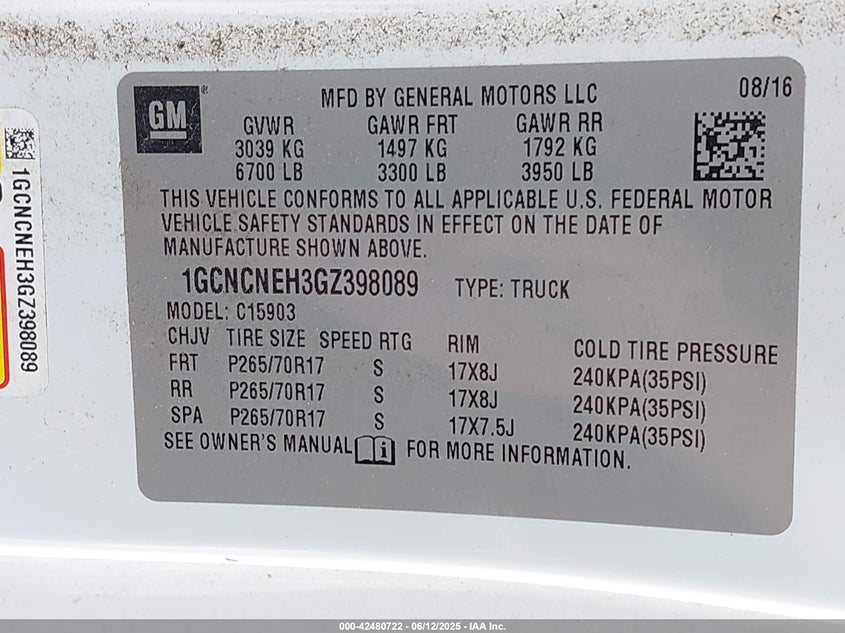 GM
®
MFD BY GENERAL MOTORS LLC
08/16
GVWR GAWR FRT GAWR RR
3039 KG 1497 KG 1792 KG
6700 LB 3300 LB 3950 LB
THIS VEHICLE CONFORMS TO ALL APPLICABLE U.S. FEDERAL MOTOR
VEHICLE SAFETY STANDARDS IN EFFECT ON THE DATE OF
MANUFACTURE SHOWN ABOVE.
1GCNCNEH3GZ398089 TYPE: TRUCK
MODEL: C15903
CHJV TIRE SIZE SPEED RTG RIM COLD TIRE PRESSURE
FRT P265/70R17 S 17X8J 240KPA(35PSI)
RR P265/70R17 S 17X8J 240KPA(35PSI)
SPA P265/70R17 S 17X7.5J 240KPA(35PSI)
SEE OWNER'S MANUAL i FOR MORE INFORMATION.
1GCNCNEH3GZ398089
000-42480722 - 06/12/2025 - IAA Inc.